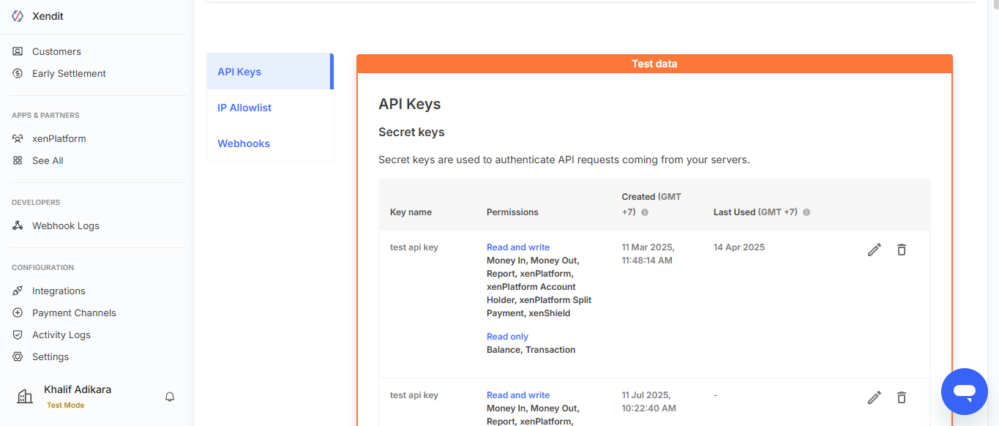 Xendit
Customers
Early Settlement
APPS & PARTNERS
xenPlatform
See All
DEVELOPERS
Webhook Logs
CONFIGURATION
Integrations
Payment Channels
Activity Logs
Settings
Khalif Adikara
Test Mode
API Keys
IP Allowlist
Webhooks
Test data
API Keys
Secret keys
Secret keys are used to authenticate API requests coming from your servers.
Key name
Permissions
Created (GMT
+7)
Last Used (GMT +7)
test api key
Read and write
Money In, Money Out,
Report, xenPlatform,
xenPlatform Account
Holder, xenPlatform Split
Payment, xenShield
Read only
Balance, Transaction
11 Mar 2025,
11:48:14 AM
14 Apr 2025
test api key
Read and write
Money In, Money Out,
Report, xenPlatform,
11 Jul 2025,
10:22:40 AM
-